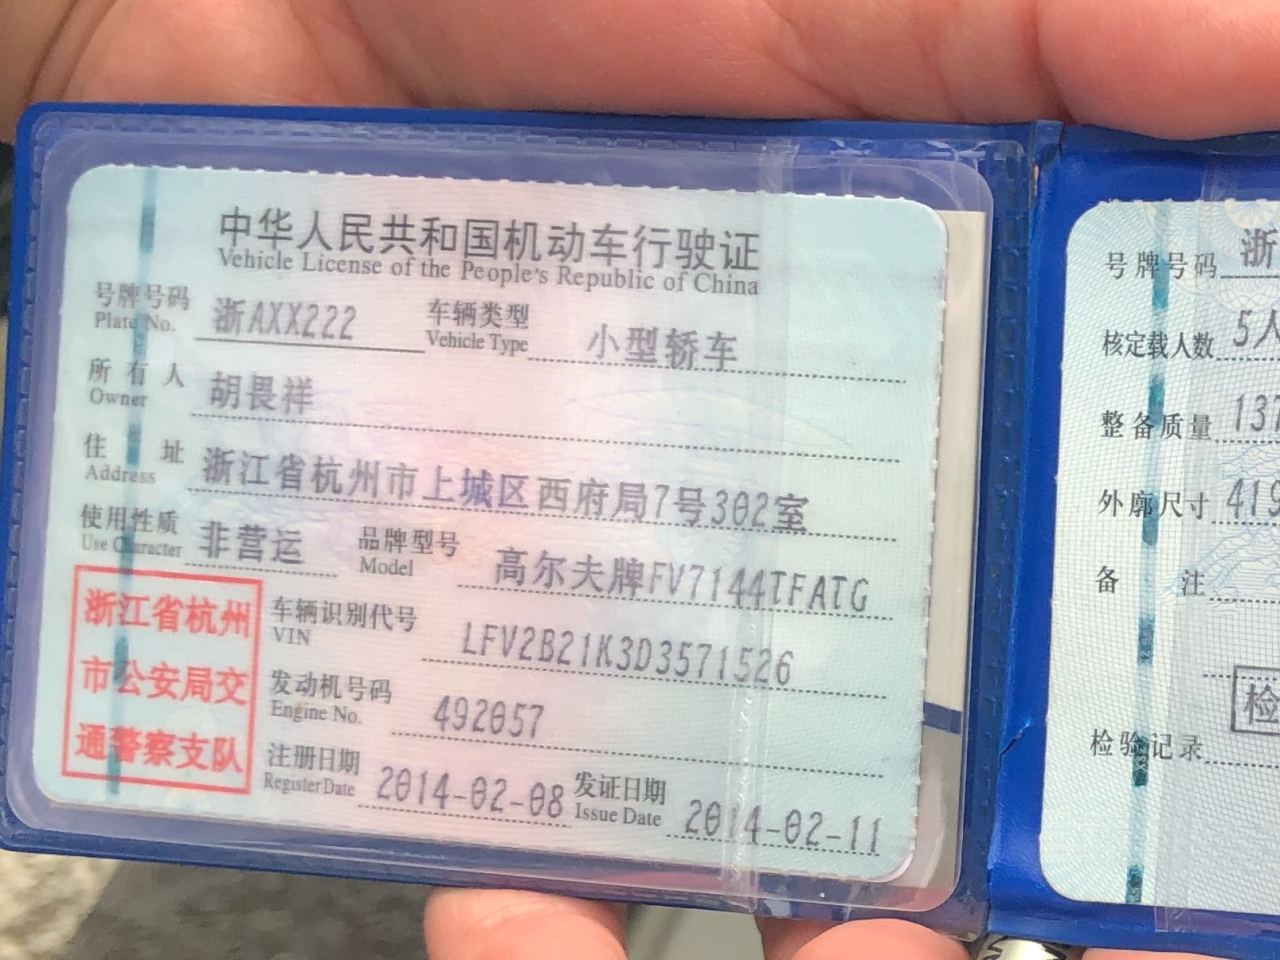 中华人民共和国机动车行驶证
Vehicle License of the People's Republic of China
号牌号码 浙AXX222 车辆类型 小型轿车
Plate No. Vehicle Type
所有人 胡畏祥
Owner
住址 浙江省杭州市上城区西府局7号302室
Address
使用性质 非营运 品牌型号 高尔夫牌FV7144TFATG
Use Character Model
浙江省杭州
市公安局交
通警察支队
车辆识别代号 LFV2B21K3D3571526
VIN
发动机号码 492057
Engine No.
注册日期 2014-02-08 发证日期 2014-02-11
Register Date Issue Date
号牌号码 浙
核定载人数 5人
整备质量 13
外廓尺寸 419
备注
检
检验记录